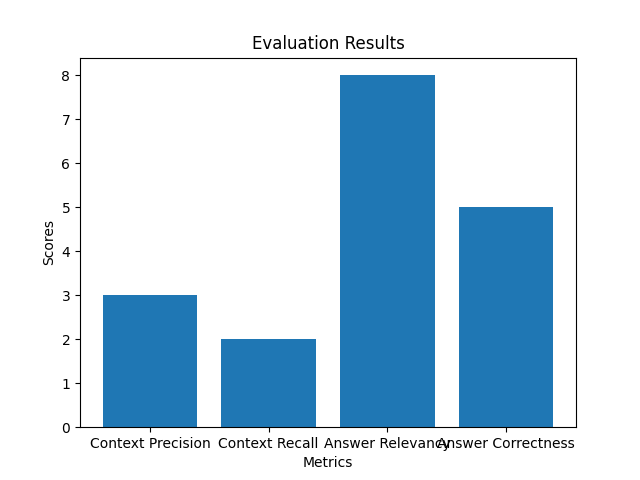 Evaluation Results
Scores
8
7
6
5
4
3
2
1
0
Context Precision Context Recall Answer Relevancy Answer Correctness
Metrics